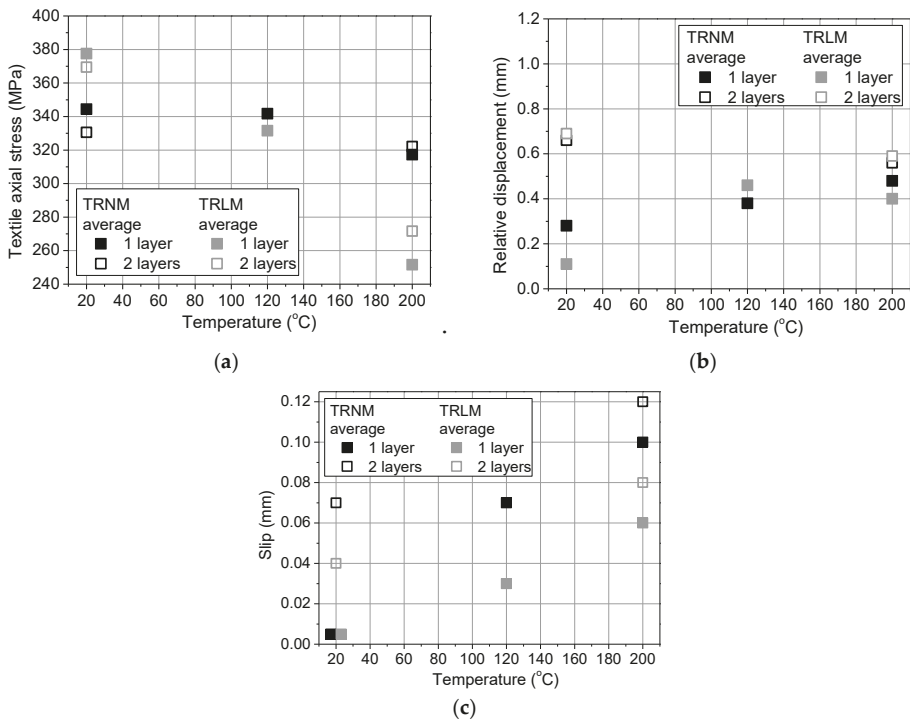 400
380
360
340
320
300
280
260
240
Textile axial stress (MPa)
TRNM TRLM
average average
1 layer 1 layer
2 layers 2 layers
20 40 60 80 100 120 140 160 180 200
Temperature (°C)
(a)
1.2
1.0
0.8
0.6
0.4
0.2
0.0
Relative displacement (mm)
TRNM TRLM
average average
1 layer 1 layer
2 layers 2 layers
20 40 60 80 100 120 140 160 180 200
Temperature (°C)
.
(b)
0.12
0.10
0.08
0.06
0.04
0.02
0.00
Slip (mm)
TRNM TRLM
average average
1 layer 1 layer
2 layers 2 layers
20 40 60 80 100 120 140 160 180 200
Temperature (°C)
(c)